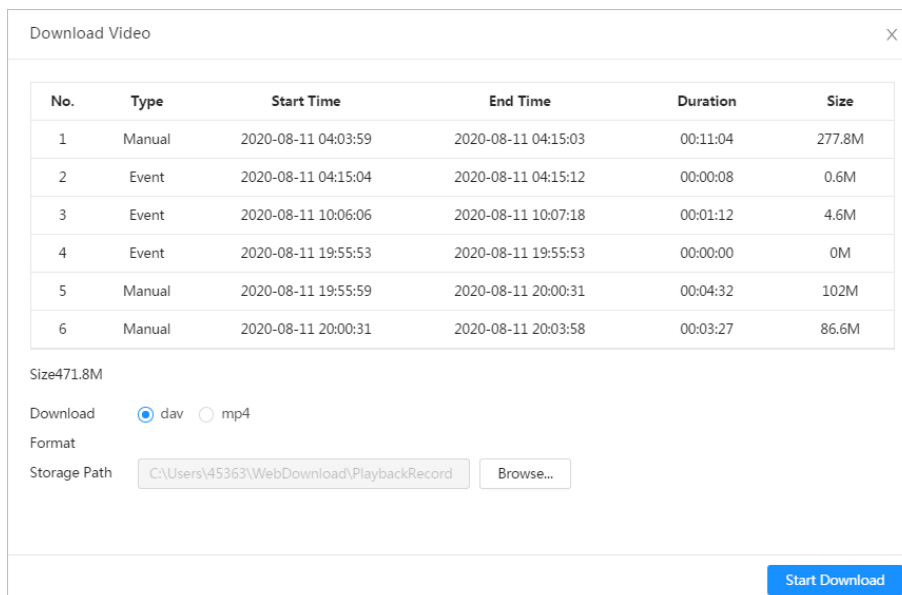 Download Video
No. Type Start Time End Time Duration Size
1 Manual 2020-08-11 04:03:59 2020-08-11 04:15:03 00:11:04 277.8M
2 Event 2020-08-11 04:15:04 2020-08-11 04:15:12 00:00:08 0.6M
3 Event 2020-08-11 10:06:06 2020-08-11 10:07:18 00:01:12 4.6M
4 Event 2020-08-11 19:55:53 2020-08-11 19:55:53 00:00:00 0M
5 Manual 2020-08-11 19:55:59 2020-08-11 20:00:31 00:04:32 102M
6 Manual 2020-08-11 20:00:31 2020-08-11 20:03:58 00:03:27 86.6M
Size471.8M
Download dav mp4
Format
Storage Path C:\Users\45363\WebDownload\PlaybackRecord Browse...
Start Download